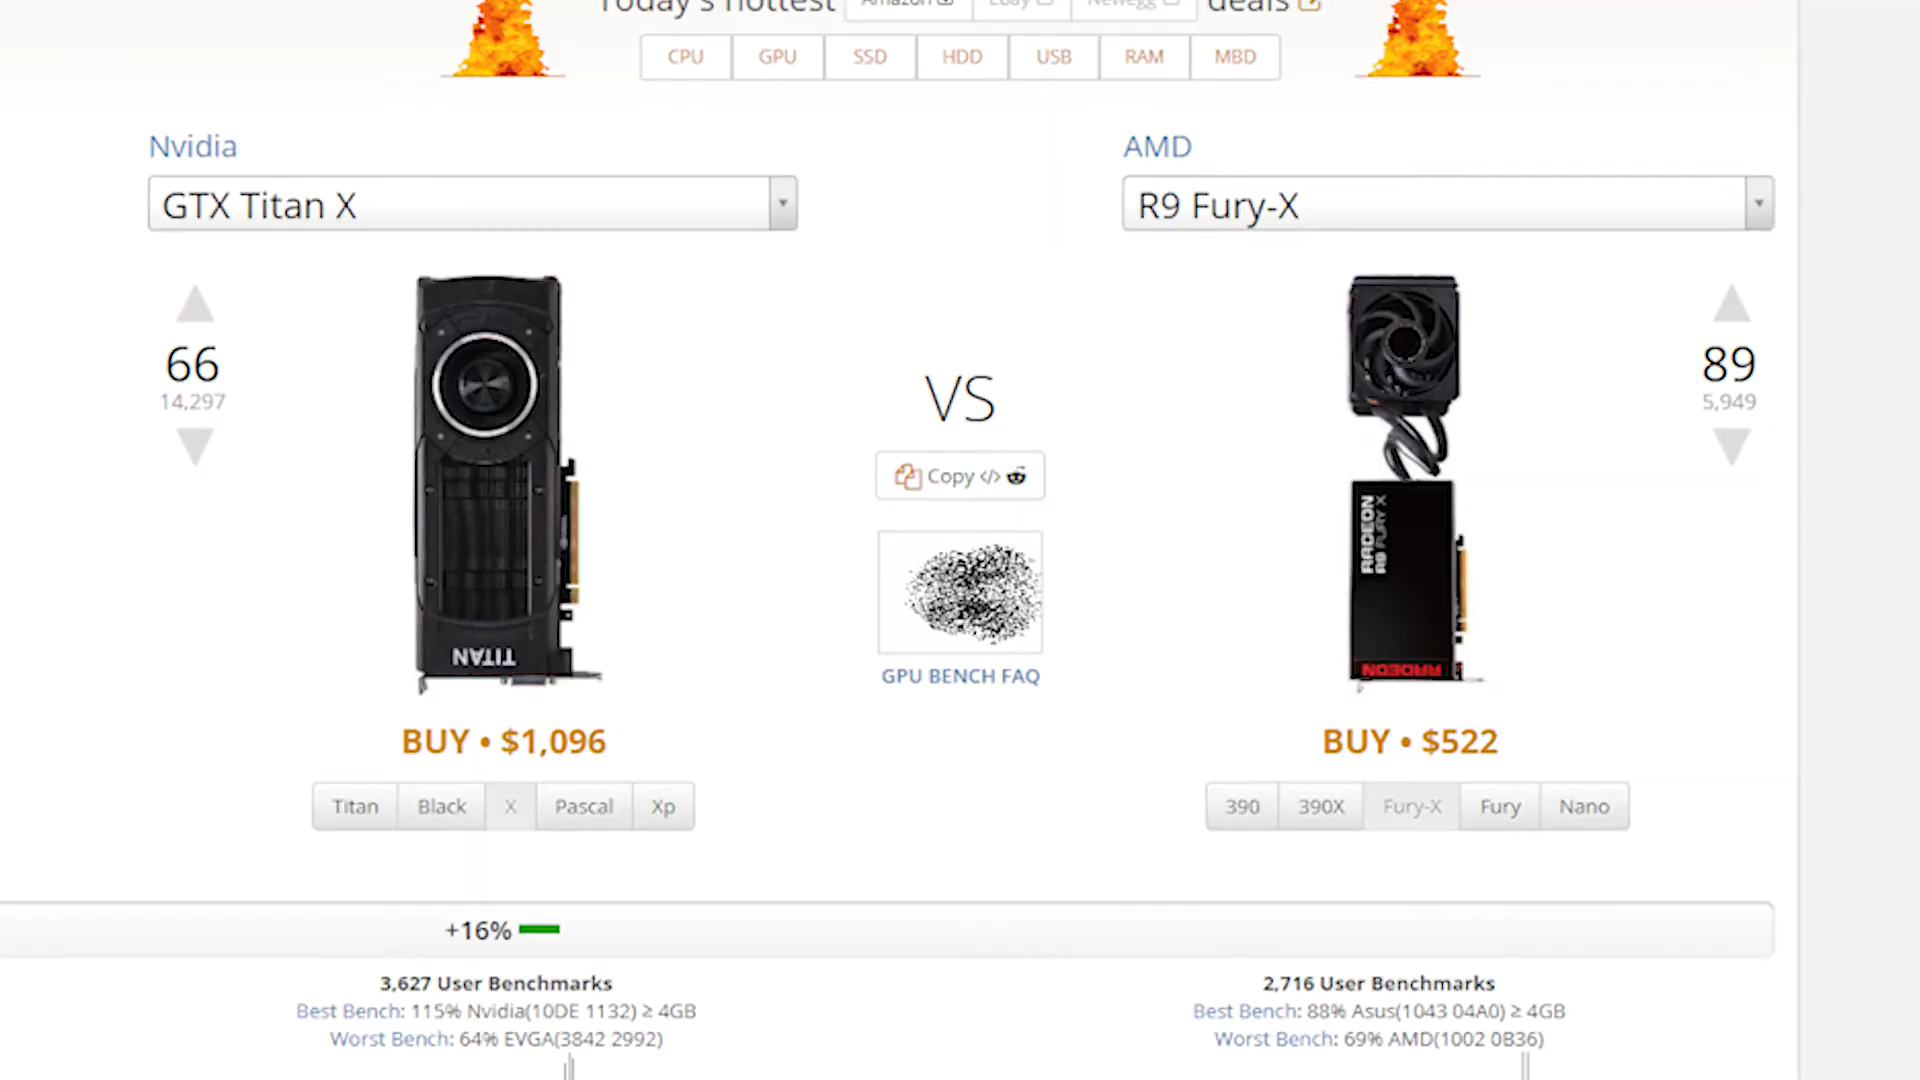 Today's hottest Amazon Ebay Newegg deals
CPU GPU SSD HDD USB RAM MBD
Nvidia
AMD
GTX Titan X
R9 Fury-X
66
14,297
89
5,949
VS
Copy </>
TITAN
RADEON
R9 FURY X
RADEON
GPU BENCH FAQ
BUY • $1,096
BUY • $522
Titan Black X Pascal Xp
390 390X Fury-X Fury Nano
+16%
3,627 User Benchmarks
Best Bench: 115% Nvidia(10DE 1132) ≥ 4GB
Worst Bench: 64% EVGA(3842 2992)
2,716 User Benchmarks
Best Bench: 88% Asus(1043 04A0) ≥ 4GB
Worst Bench: 69% AMD(1002 0B36)